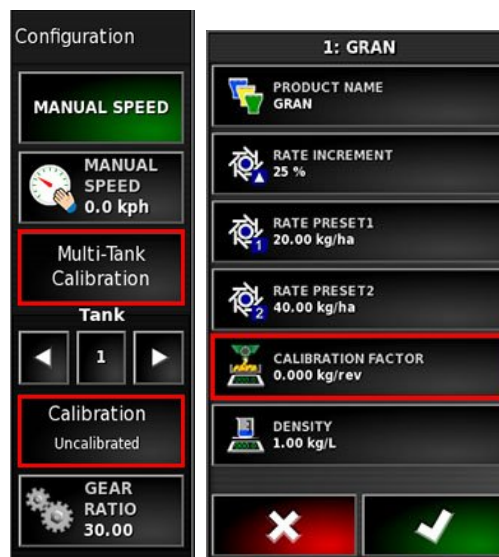 Configuration
MANUAL SPEED
MANUAL
SPEED
0.0 kph
Multi-Tank
Calibration
Tank
1
Calibration
Uncalibrated
GEAR
RATIO
30.00
1: GRAN
PRODUCT NAME
GRAN
RATE INCREMENT
25 %
RATE PRESET1
20.00 kg/ha
1
RATE PRESET2
40.00 kg/ha
2
CALIBRATION FACTOR
0.000 kg/rev
DENSITY
1.00 kg/L